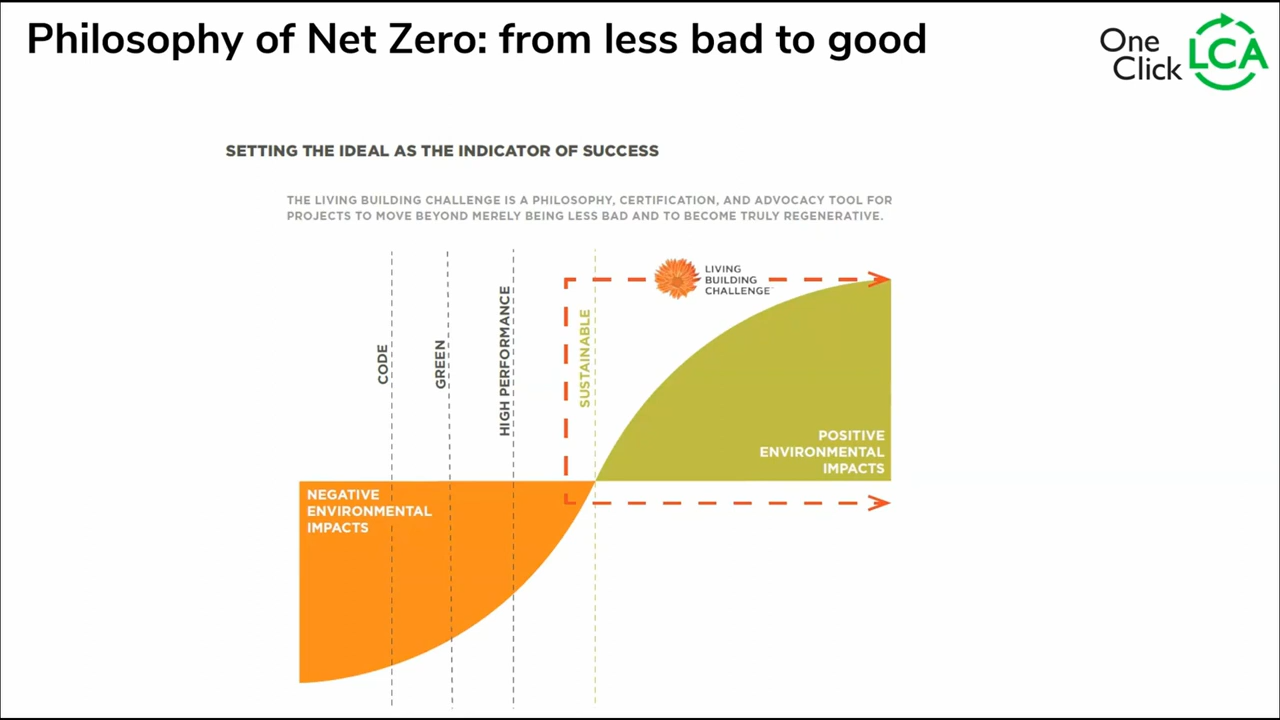 Philosophy of Net Zero: from less bad to good
One
Click
LCA
SETTING THE IDEAL AS THE INDICATOR OF SUCCESS
THE LIVING BUILDING CHALLENGE IS A PHILOSOPHY, CERTIFICATION, AND ADVOCACY TOOL FOR
PROJECTS TO MOVE BEYOND MERELY BEING LESS BAD AND TO BECOME TRULY REGENERATIVE.
CODE
GREEN
HIGH PERFORMANCE
SUSTAINABLE
LIVING
BUILDING
CHALLENGE
POSITIVE
ENVIRONMENTAL
IMPACTS
NEGATIVE
ENVIRONMENTAL
IMPACTS